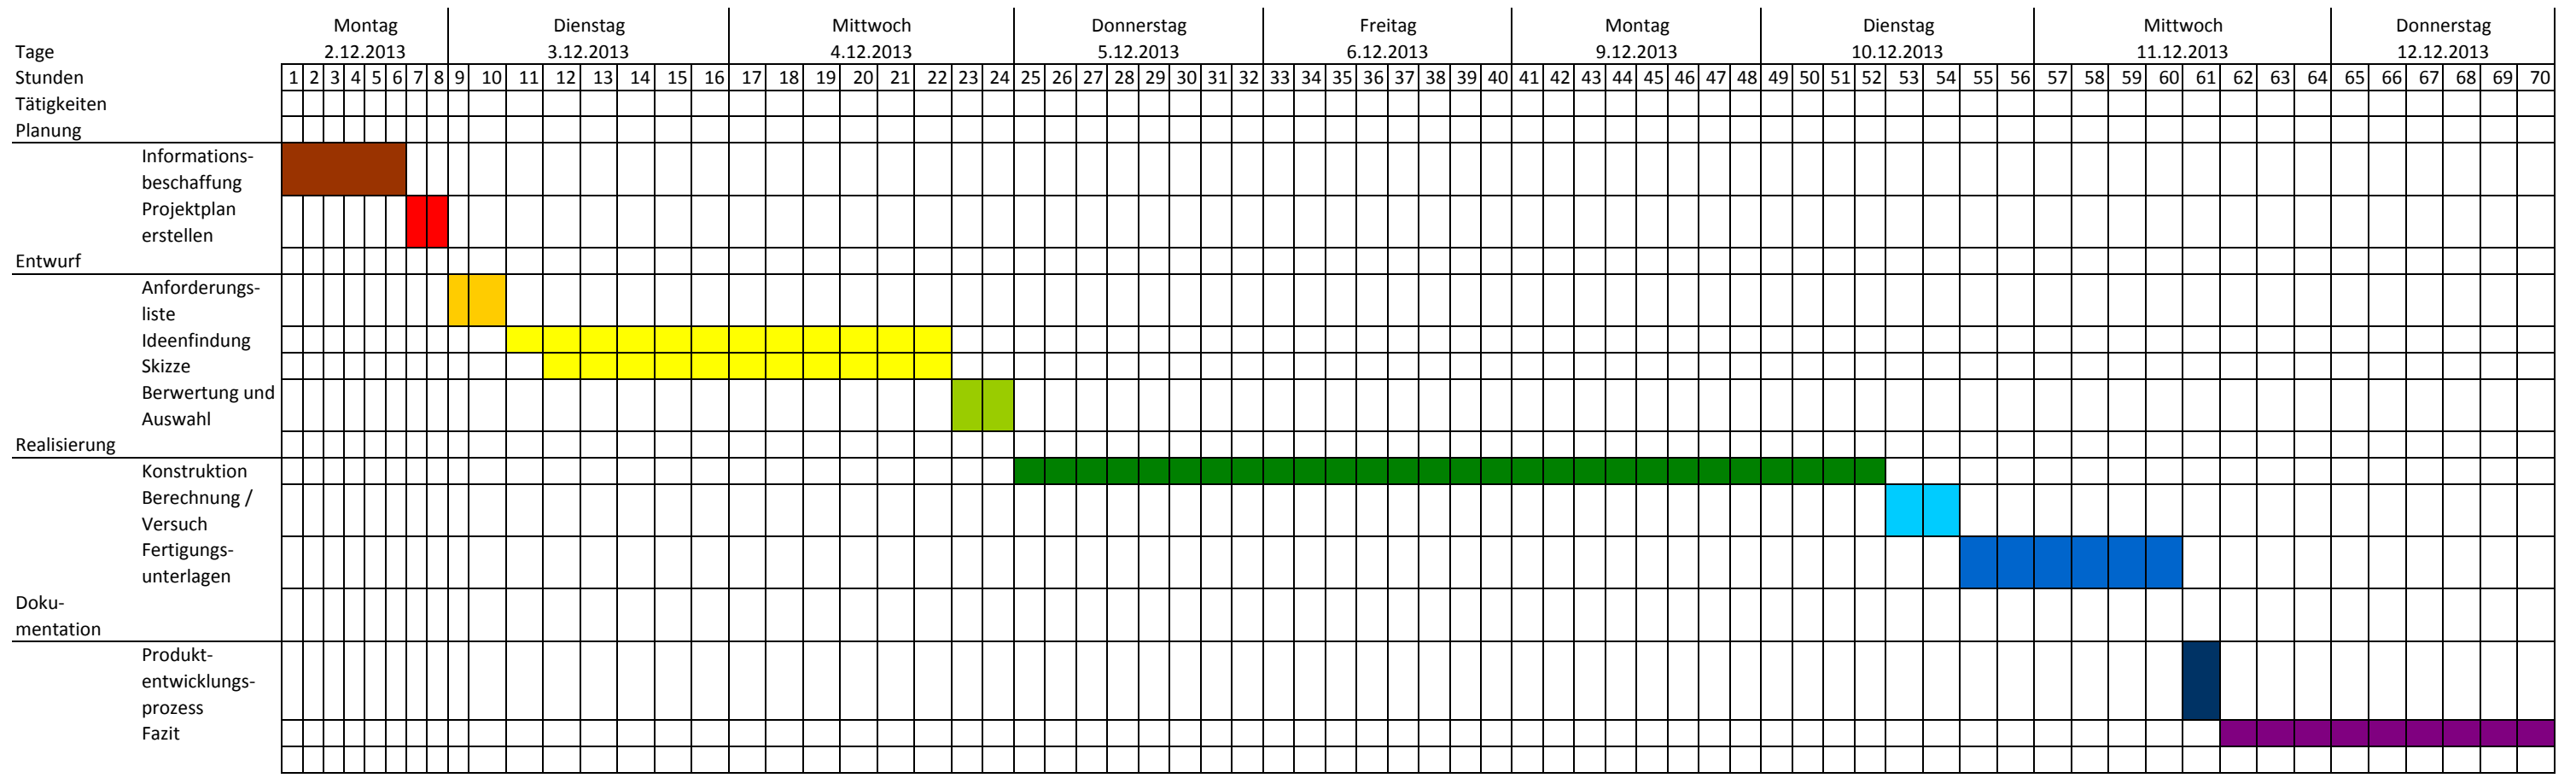 Montag Dienstag Mittwoch Donnerstag Freitag Montag Dienstag Mittwoch Donnerstag
Tage 2.12.2013 3.12.2013 4.12.2013 5.12.2013 6.12.2013 9.12.2013 10.12.2013 11.12.2013 12.12.2013
Stunden 1 2 3 4 5 6 7 8 9 10 11 12 13 14 15 16 17 18 19 20 21 22 23 24 25 26 27 28 29 30 31 32 33 34 35 36 37 38 39 40 41 42 43 44 45 46 47 48 49 50 51 52 53 54 55 56 57 58 59 60 61 62 63 64 65 66 67 68 69 70
Tätigkeiten
Planung
Informations-
beschaffung
Projektplan
erstellen
Entwurf
Anforderungs-
liste
Ideenfindung
Skizze
Berwertung und
Auswahl
Realisierung
Konstruktion
Berechnung /
Versuch
Fertigungs-
unterlagen
Doku-
mentation
Produkt-
entwicklungs-
prozess
Fazit